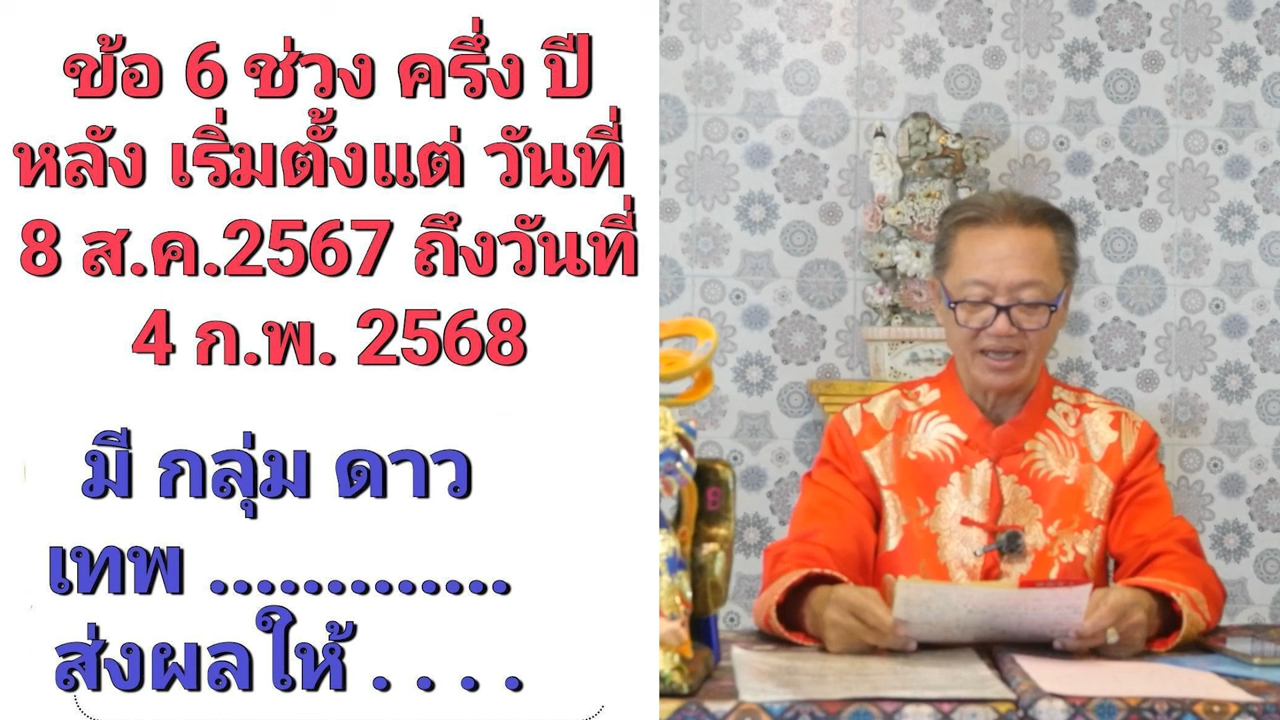 ข้อ 6 ช่วง ครึ่ง ปี
หลัง เริ่มตั้งแต่ วันที่
8 ส.ค.2567 ถึงวันที่
4 ก.พ. 2568
มี กลุ่ม ดาว
เทพ .............
ส่งผลให้ . . . .